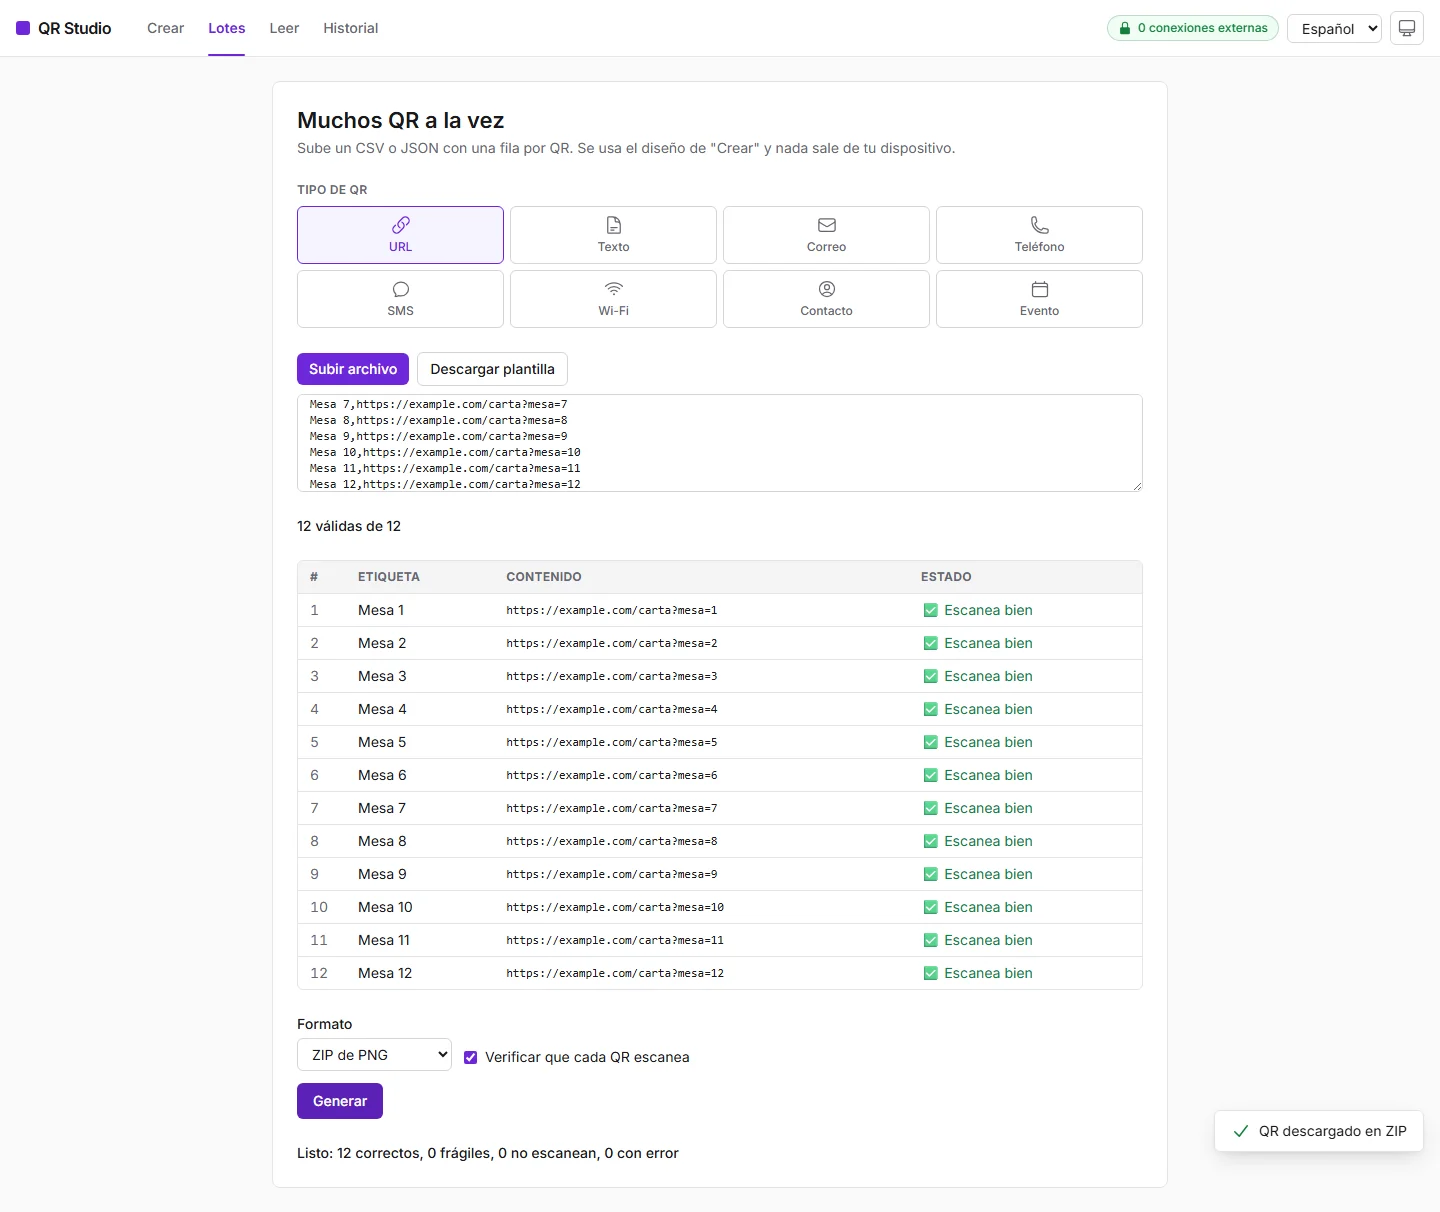 QR Studio
Crear
Lotes
Leer
Historial
0 conexiones externas
Español
Muchos QR a la vez
Sube un CSV o JSON con una fila por QR. Se usa el diseño de "Crear" y nada sale de tu dispositivo.
TIPO DE QR
URL
Texto
Correo
Teléfono
SMS
Wi-Fi
Contacto
Evento
Subir archivo
Descargar plantilla
Mesa 7,https://example.com/carta?mesa=7
Mesa 8,https://example.com/carta?mesa=8
Mesa 9,https://example.com/carta?mesa=9
Mesa 10,https://example.com/carta?mesa=10
Mesa 11,https://example.com/carta?mesa=11
Mesa 12,https://example.com/carta?mesa=12
12 válidas de 12
# ETIQUETA CONTENIDO ESTADO
1 Mesa 1 https://example.com/carta?mesa=1 Escanea bien
2 Mesa 2 https://example.com/carta?mesa=2 Escanea bien
3 Mesa 3 https://example.com/carta?mesa=3 Escanea bien
4 Mesa 4 https://example.com/carta?mesa=4 Escanea bien
5 Mesa 5 https://example.com/carta?mesa=5 Escanea bien
6 Mesa 6 https://example.com/carta?mesa=6 Escanea bien
7 Mesa 7 https://example.com/carta?mesa=7 Escanea bien
8 Mesa 8 https://example.com/carta?mesa=8 Escanea bien
9 Mesa 9 https://example.com/carta?mesa=9 Escanea bien
10 Mesa 10 https://example.com/carta?mesa=10 Escanea bien
11 Mesa 11 https://example.com/carta?mesa=11 Escanea bien
12 Mesa 12 https://example.com/carta?mesa=12 Escanea bien
Formato
ZIP de PNG
Verificar que cada QR escanea
Generar
QR descargado en ZIP
Listo: 12 correctos, 0 frágiles, 0 no escanean, 0 con error